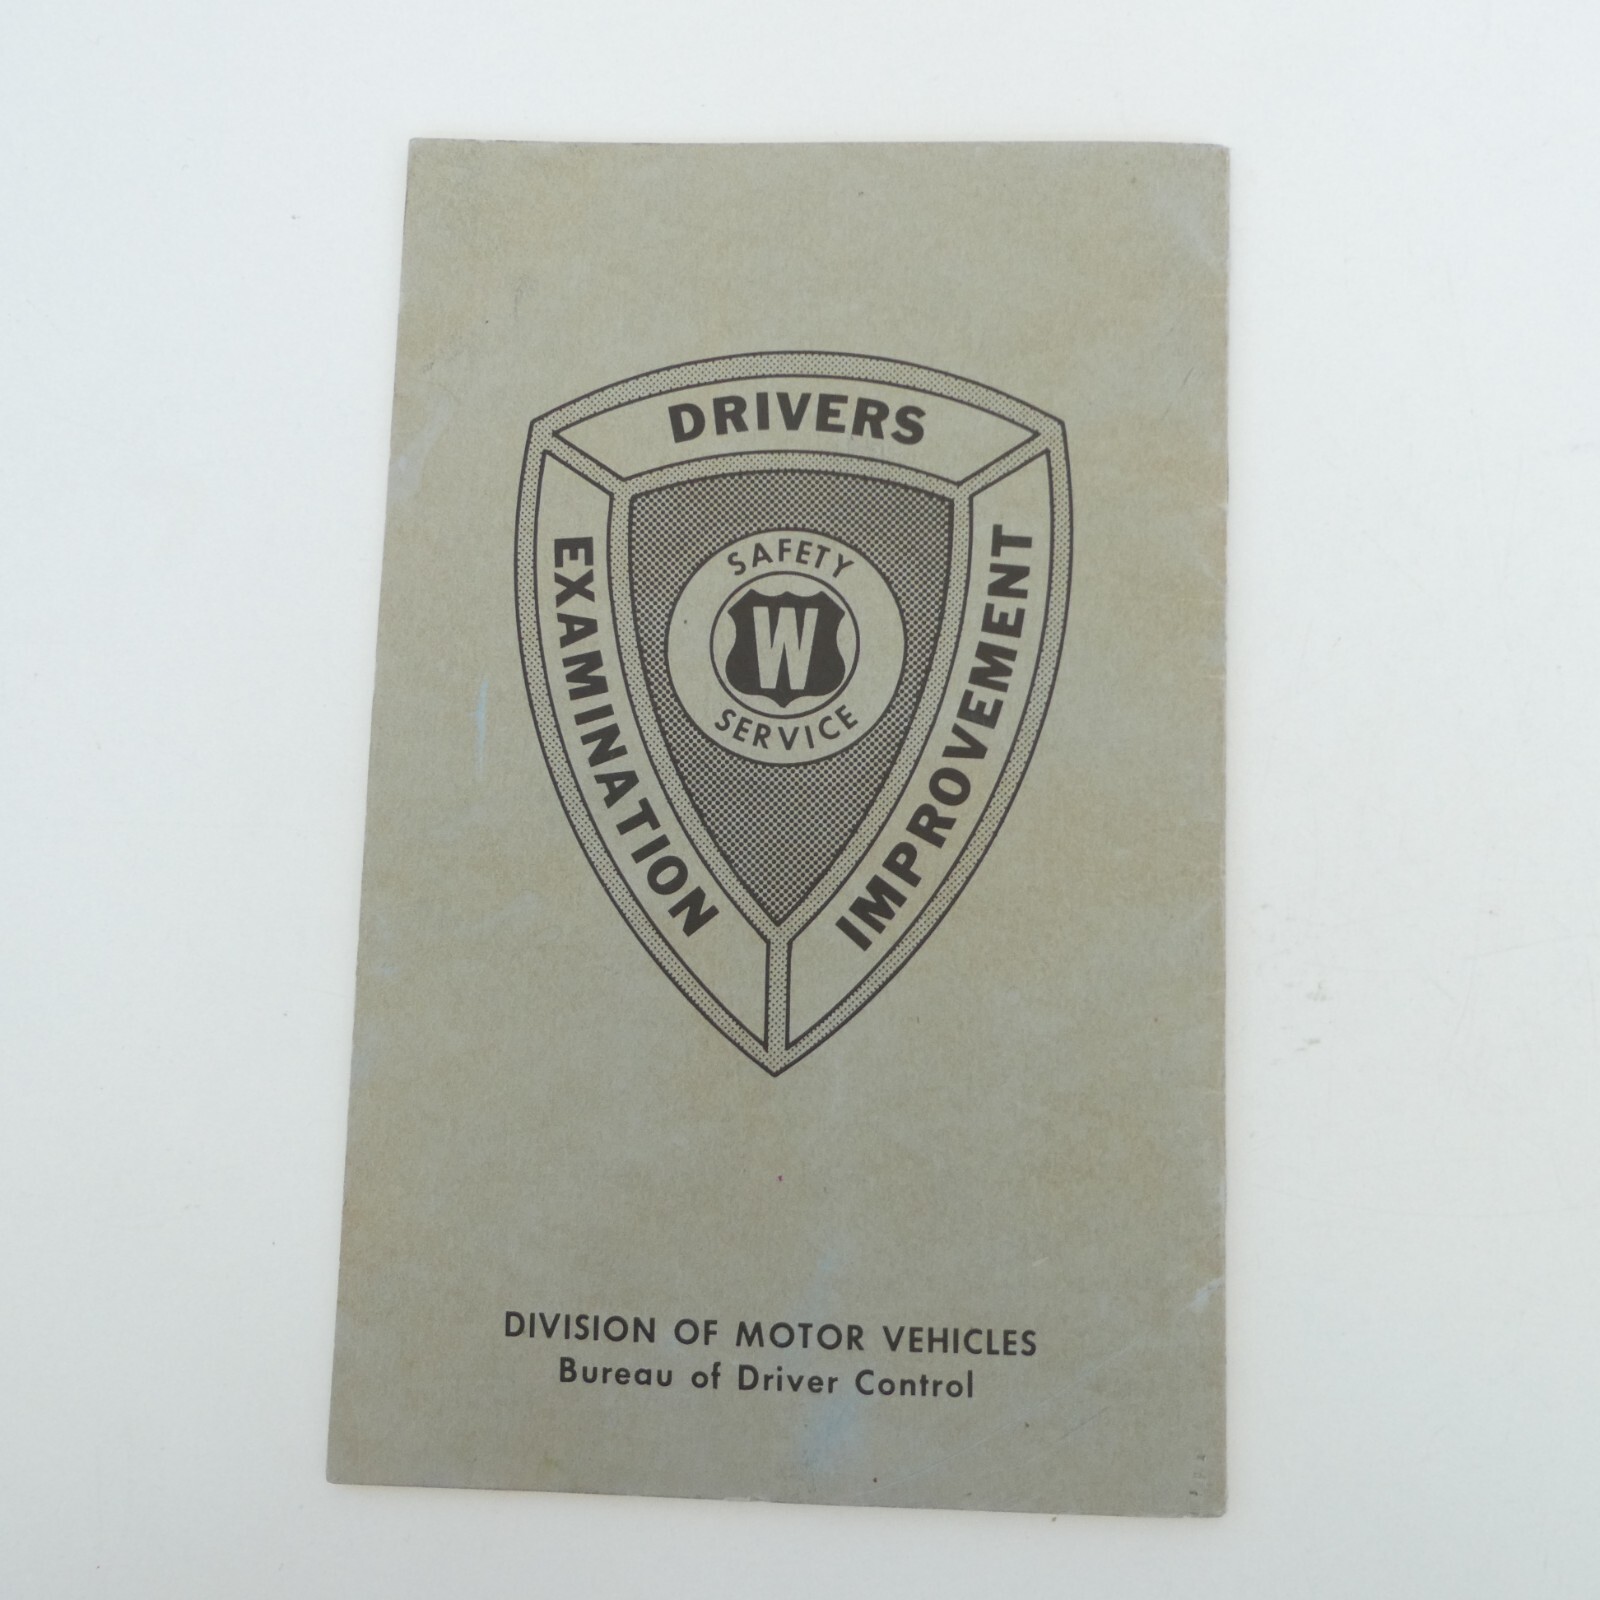 DRIVERS
EXAMINATION
IMPROVEMENT
SAFETY
W
SERVICE
DIVISION OF MOTOR VEHICLES
Bureau of Driver Control